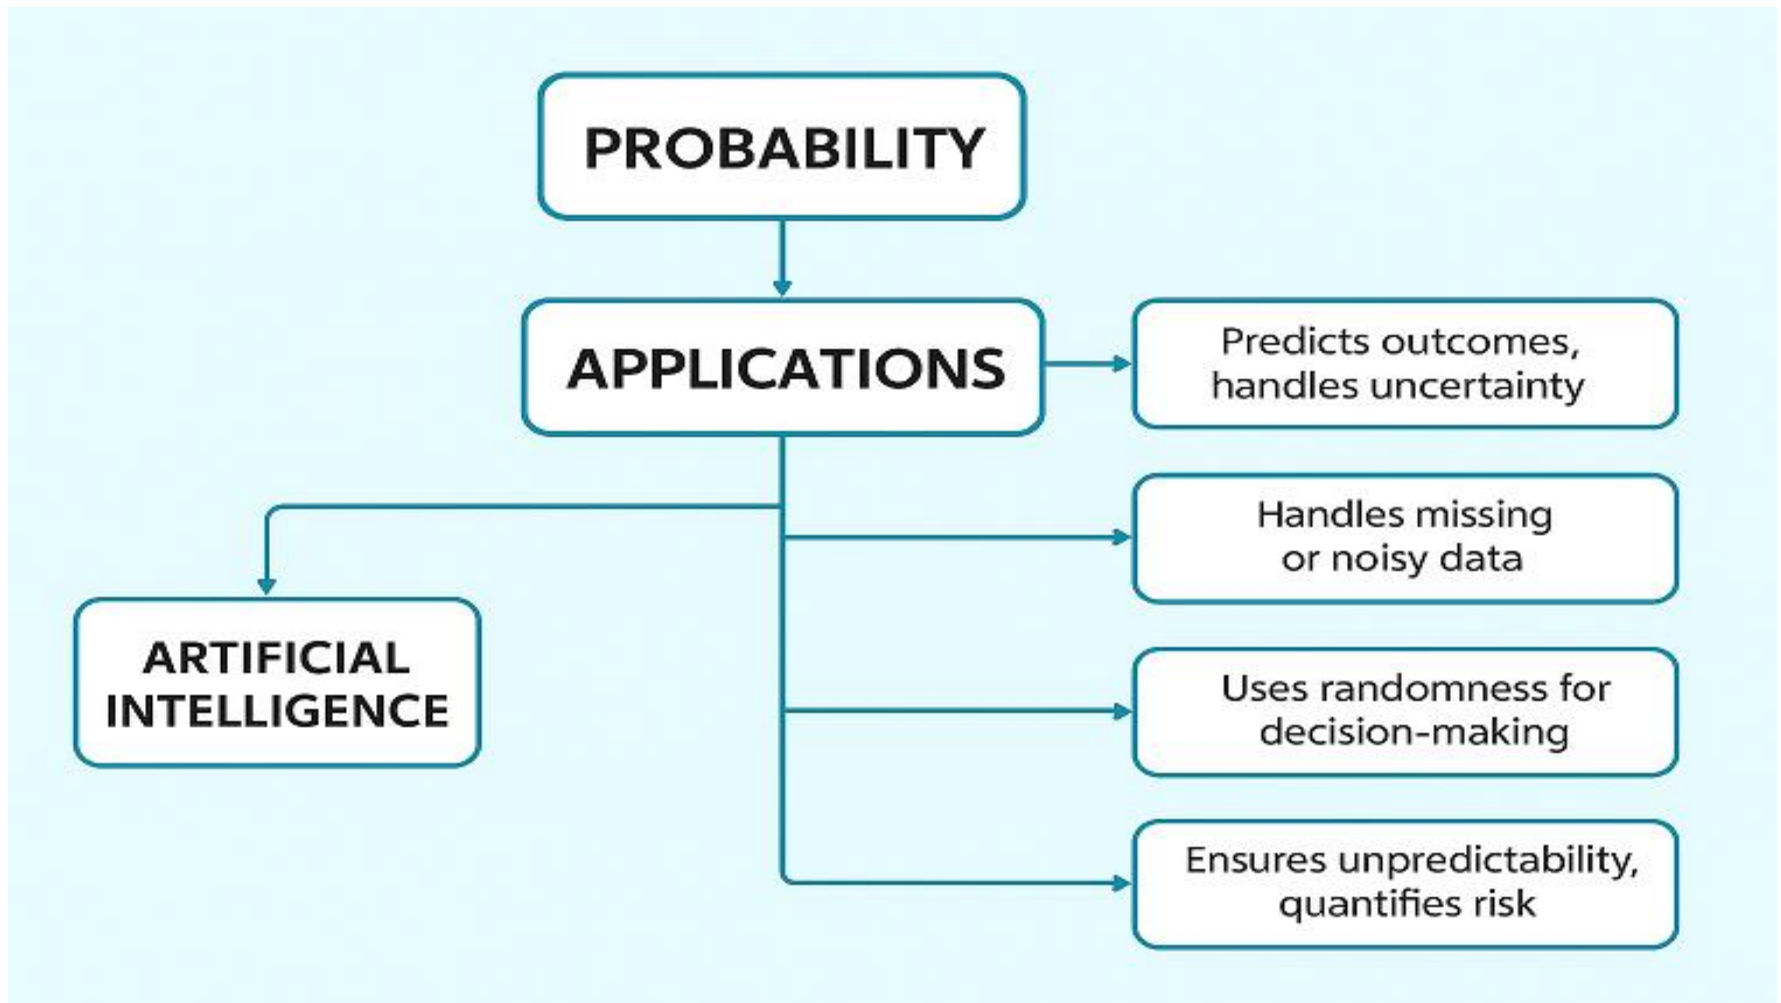 PROBABILITY
APPLICATIONS
Predicts outcomes,
handles uncertainty
Handles missing
or noisy data
ARTIFICIAL
INTELLIGENCE
Uses randomness for
decision-making
Ensures unpredictability,
quantifies risk